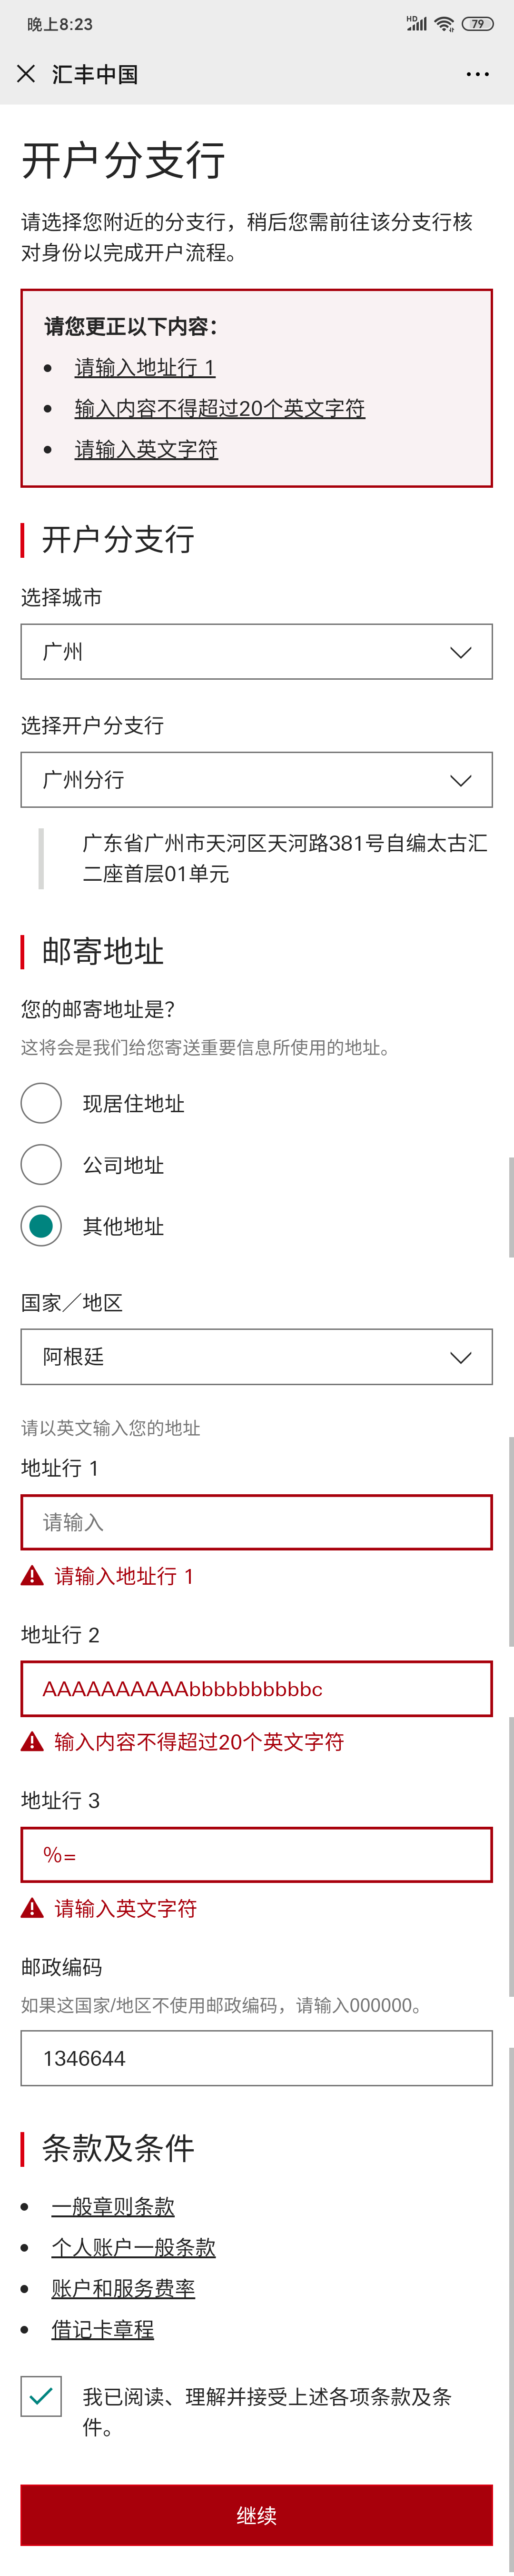 晚上8:23
HD
79
汇丰中国
开户分支行
请选择您附近的分支行，稍后您需前往该分支行核
对身份以完成开户流程。
请您更正以下内容：
请输入地址行 1
输入内容不得超过20个英文字符
请输入英文字符
开户分支行
选择城市
广州
选择开户分支行
广州分行
广东省广州市天河区天河路381号自编太古汇
二座首层01单元
邮寄地址
您的邮寄地址是？
这将会是我们给您寄送重要信息所使用的地址。
现居住地址
公司地址
其他地址
国家／地区
阿根廷
请以英文输入您的地址
地址行 1
请输入
请输入地址行 1
地址行 2
AAAAAAAAAAbbbbbbbbbbc
输入内容不得超过20个英文字符
地址行 3
%=
请输入英文字符
邮政编码
如果这国家/地区不使用邮政编码，请输入000000。
1346644
条款及条件
一般章则条款
个人账户一般条款
账户和服务费率
借记卡章程
我已阅读、理解并接受上述各项条款及条
件。
继续